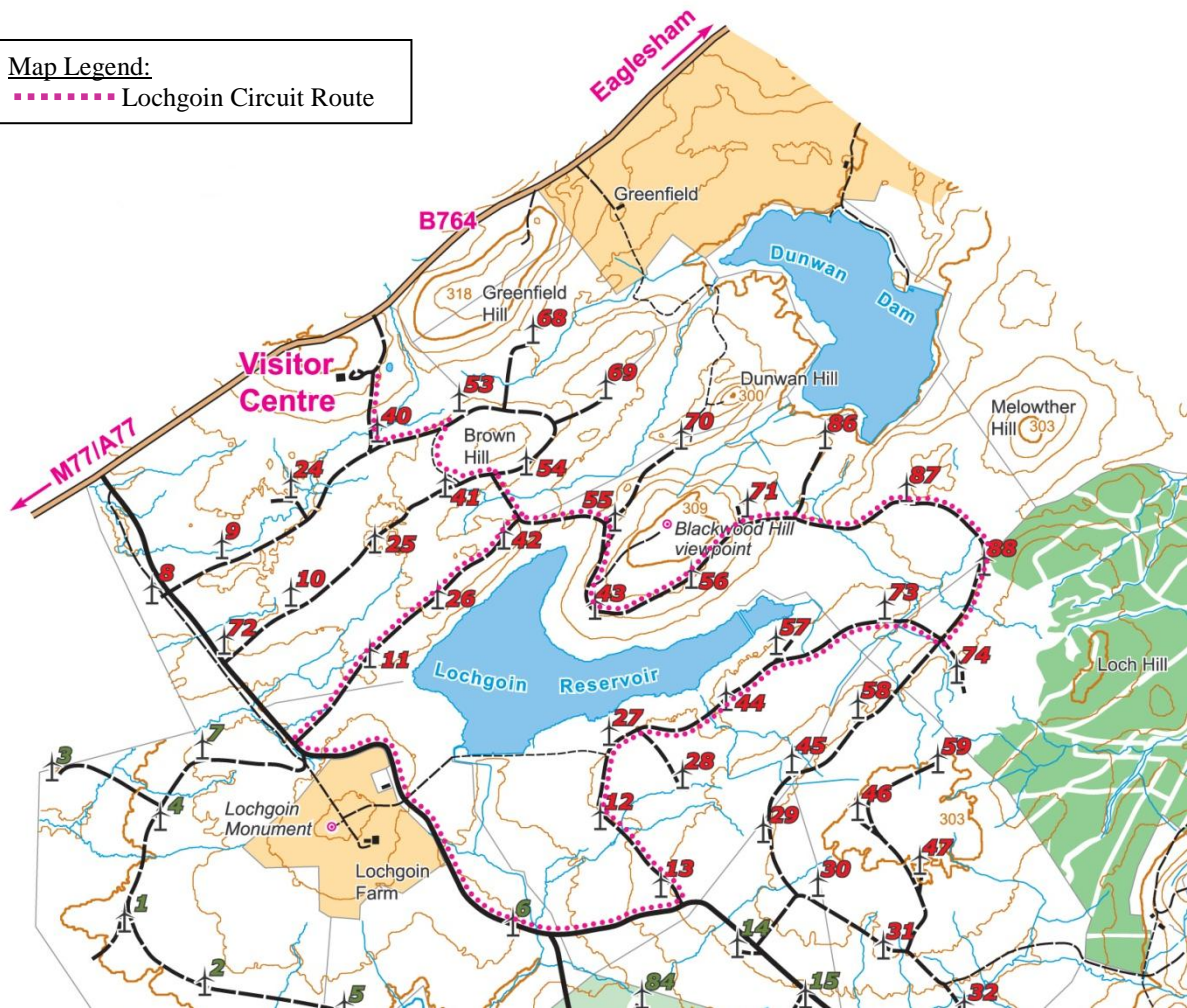 Map Legend:
Lochgoin Circuit Route
Eaglesham
Greenfield
B764
Dunwan Dam
318
Greenfield
Hill
68
Visitor
Centre
53
69
Dunwan Hill
300
Melowther
Hill
303
40
70
86
M77/A77
Brown
Hill
24
54
41
87
71
55
309
Blackwood Hill
viewpoint
9
25
42
88
8
10
26
43
56
73
72
11
57
74
Loch Hill
Lochgoin Reservoir
44
58
27
7
3
45
59
28
4
46
12
29
303
Lochgoin
Monument
47
Lochgoin
Farm
13
30
1
6
14
31
2
84
15
5
32